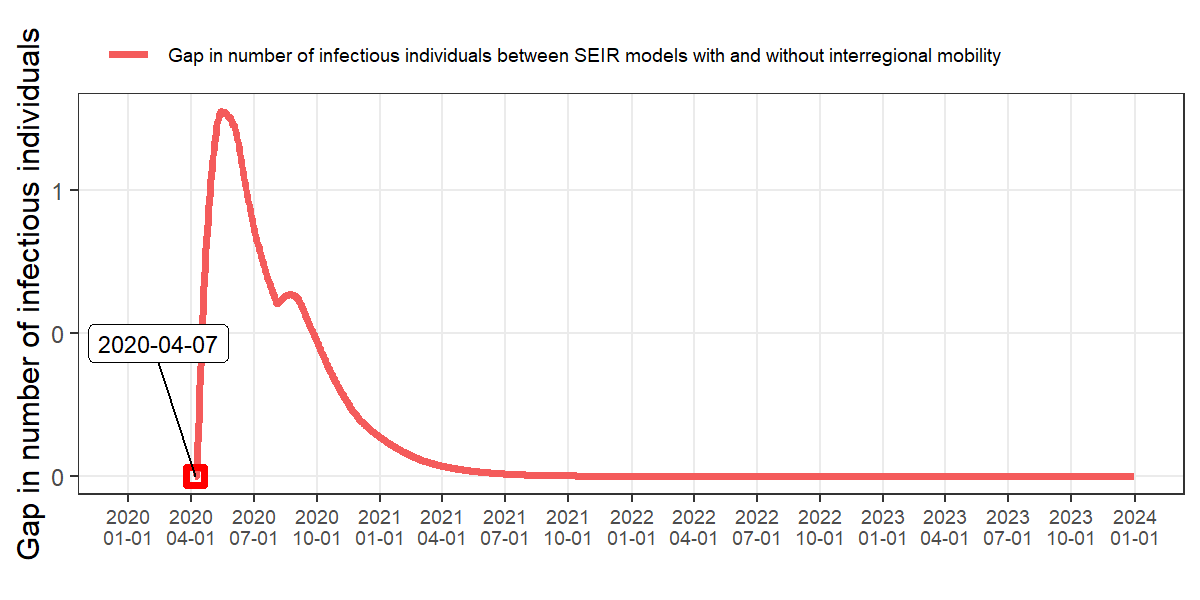 Gap in number of infectious individuals between SEIR models with and without interregional mobility
Gap in number of infectious individuals
1
0
0
2020-04-07
2020 2020 2020 2020 2021 2021 2021 2021 2022 2022 2022 2022 2023 2023 2023 2023 2024
01-01 04-01 07-01 10-01 01-01 04-01 07-01 10-01 01-01 04-01 07-01 10-01 01-01 04-01 07-01 10-01 01-01